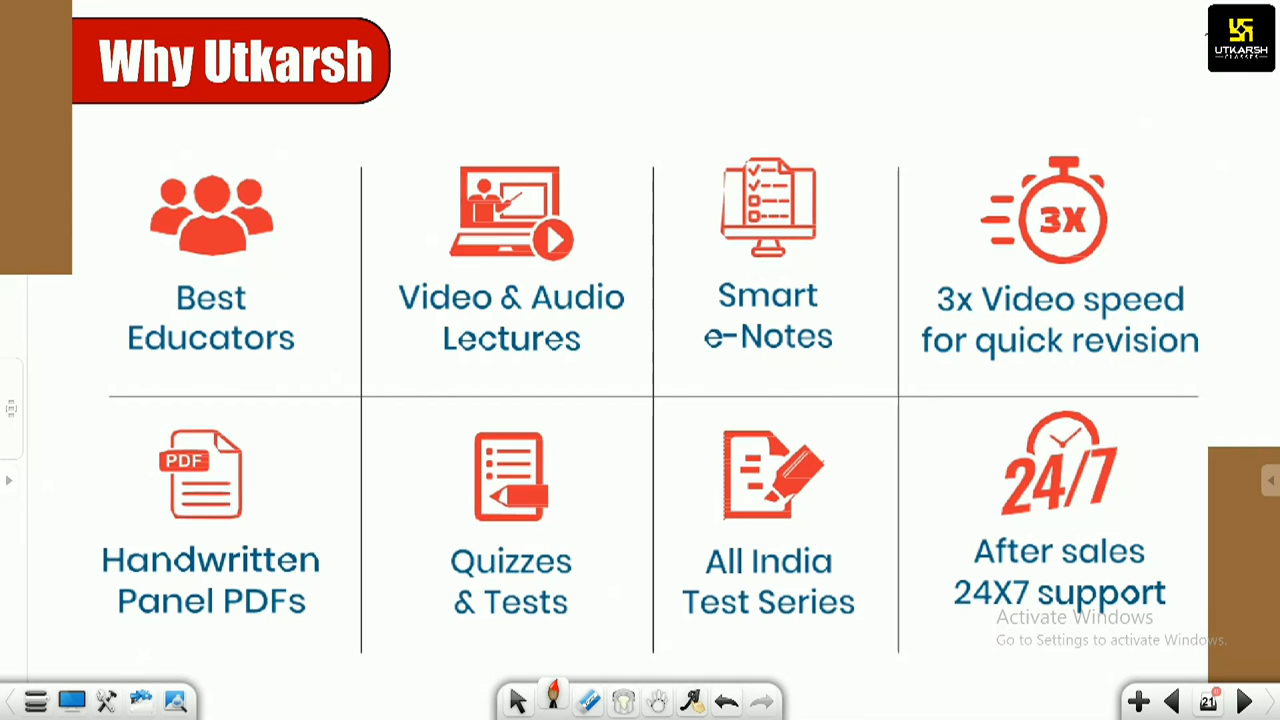 Why Utkarsh
UTKARSH
CLASSES
3X
Best
Educators
Video & Audio
Lectures
Smart
e-Notes
3x Video speed
for quick revision
PDF
24/7
Handwritten
Panel PDFs
Quizzes
& Tests
All India
Test Series
After sales
24X7 support
Activate Windows
Go to Settings to activate Windows.
21